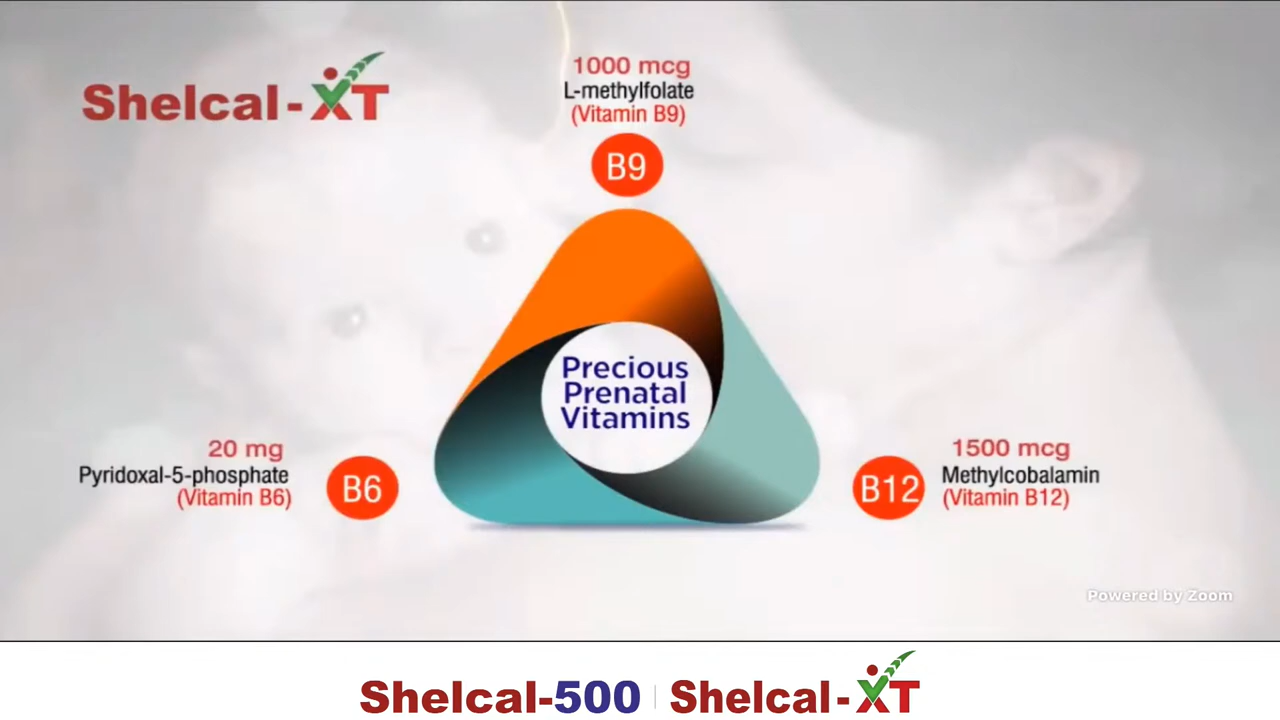 Shelcal-XT
1000 mcg
L-methylfolate
(Vitamin B9)
B9
Precious
Prenatal
Vitamins
20 mg
Pyridoxal-5-phosphate
(Vitamin B6)
B6
B12
1500 mcg
Methylcobalamin
(Vitamin B12)
Powered by Zoom
Shelcal-500 | Shelcal-XT